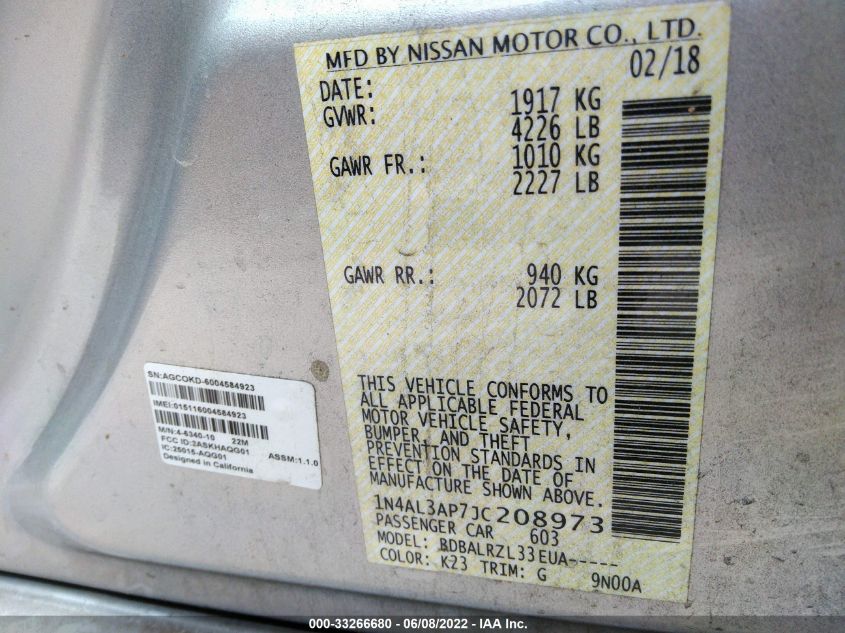 MFD BY NISSAN MOTOR CO., LTD.
DATE: 02/18
GVWR: 1917 KG
4226 LB
GAWR FR.: 1010 KG
2227 LB
GAWR RR.: 940 KG
2072 LB
THIS VEHICLE CONFORMS TO
ALL APPLICABLE FEDERAL
MOTOR VEHICLE SAFETY,
BUMPER, AND THEFT
PREVENTION STANDARDS IN
EFFECT ON THE DATE OF
MANUFACTURE SHOWN ABOVE.
1N4AL3AP7JC208973
PASSENGER CAR 603
MODEL: BDBALRZL33EUA-----
COLOR: K23 TRIM: G 9N00A
SN:AGCOKD-6004584923
IMEI:015116004584923
M/N:4-6340-10 22M
FCC ID:2ASKHAQG01
IC:25015-AQG01 ASSM:1.1.0
Designed in California
000-33266680 - 06/08/2022 - IAA Inc.